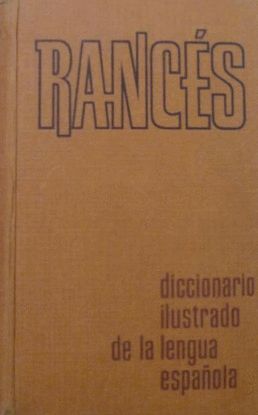 RANCÉS
diccionario
ilustrado
de la lengua
española